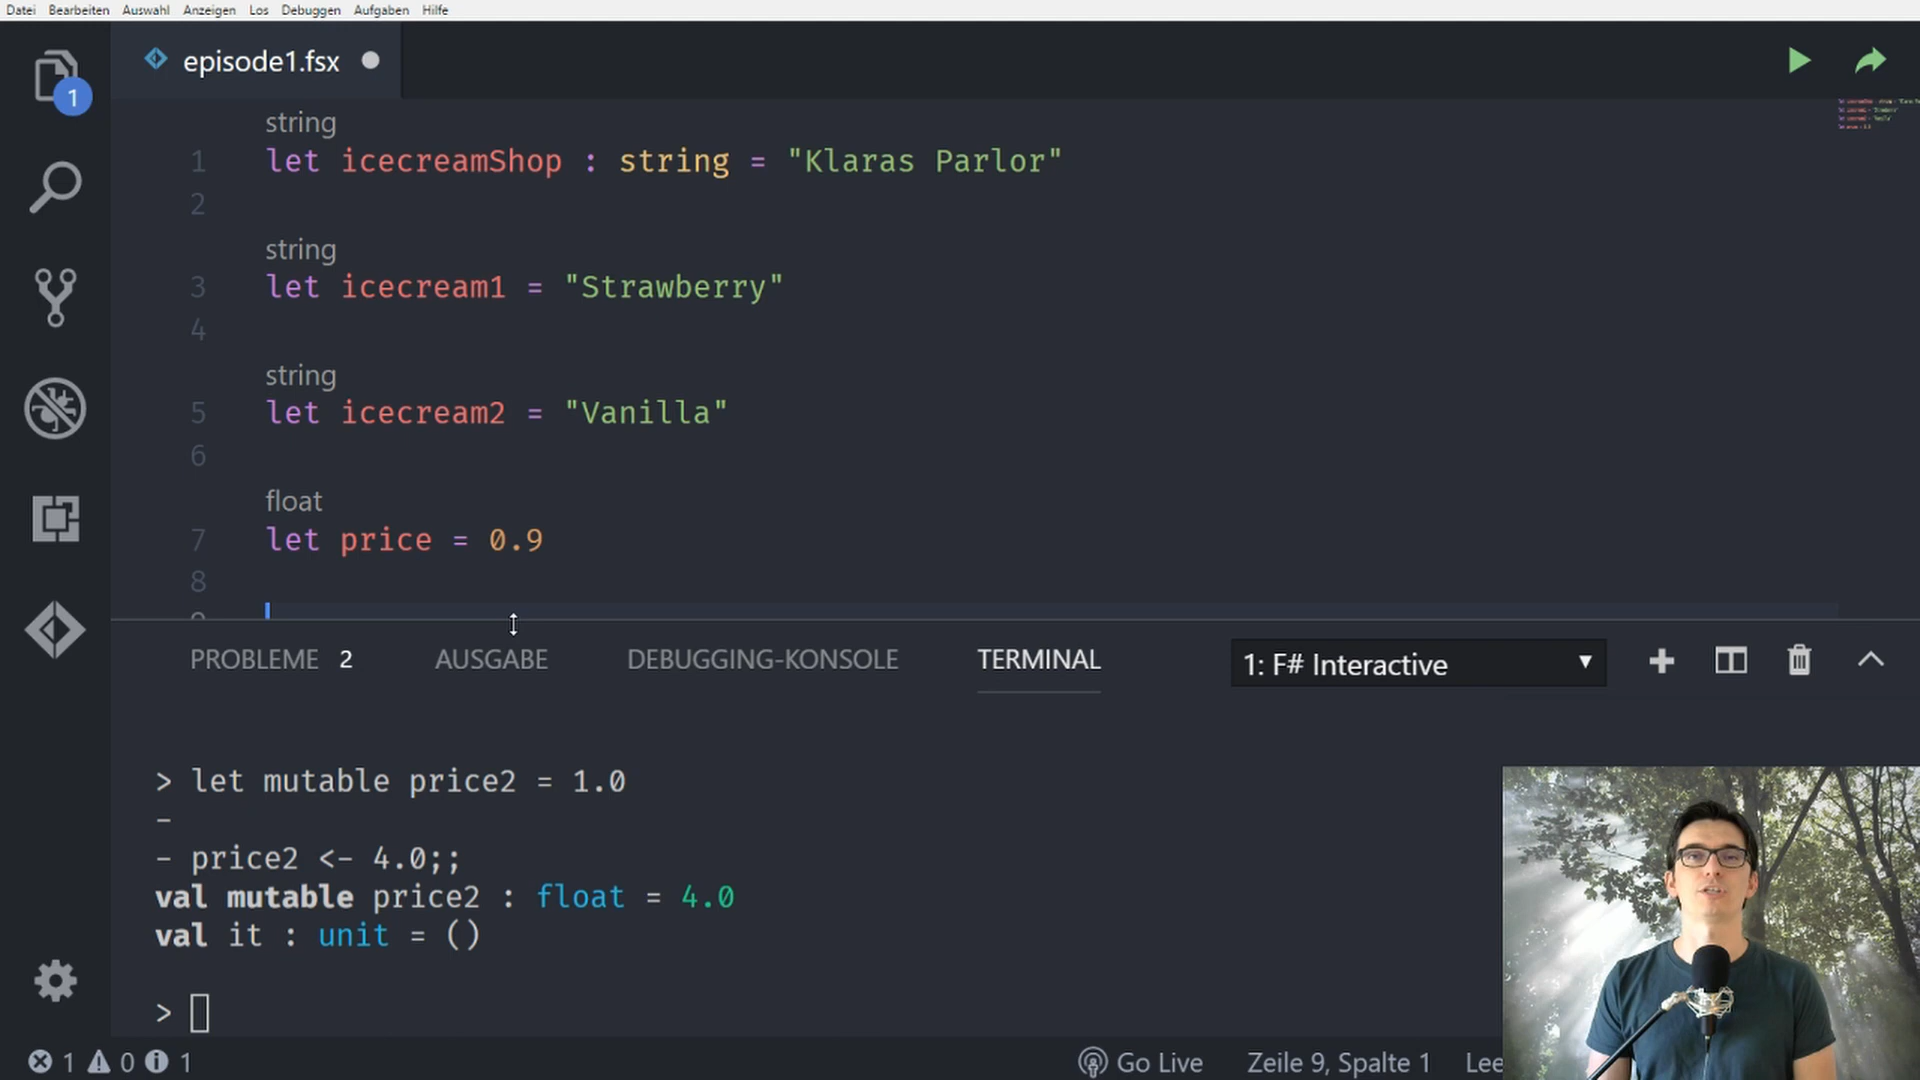 Datei Bearbeiten Auswahl Anzeigen Los Debuggen Aufgaben Hilfe
1
episode1.fsx
string
1 let icecreamShop : string = "Klaras Parlor"
2
string
3 let icecream1 = "Strawberry"
4
string
5 let icecream2 = "Vanilla"
6
float
7 let price = 0.9
8
PROBLEME 2 AUSGABE DEBUGGING-KONSOLE TERMINAL 1: F# Interactive
> let mutable price2 = 1.0
-
- price2 <- 4.0;;
val mutable price2 : float = 4.0
val it : unit = ()
>
1 0 1 Go Live Zeile 9, Spalte 1 Lee